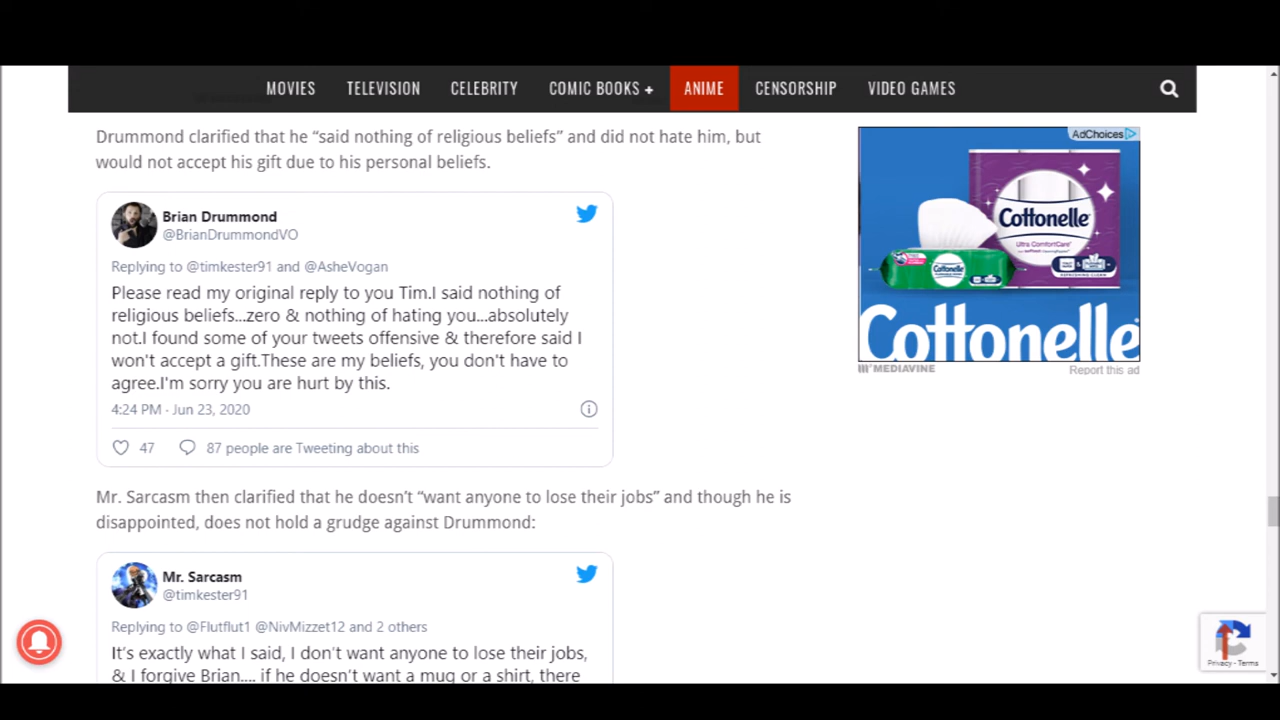 MOVIES TELEVISION CELEBRITY COMIC BOOKS + ANIME CENSORSHIP VIDEO GAMES
Drummond clarified that he “said nothing of religious beliefs” and did not hate him, but
would not accept his gift due to his personal beliefs.
Brian Drummond
@BrianDrummondVO
Replying to @timkester91 and @AsheVogan
Please read my original reply to you Tim.I said nothing of
religious beliefs...zero & nothing of hating you...absolutely
not.I found some of your tweets offensive & therefore said I
won't accept a gift.These are my beliefs, you don't have to
agree.I'm sorry you are hurt by this.
4:24 PM · Jun 23, 2020
47 87 people are Tweeting about this
Mr. Sarcasm then clarified that he doesn’t “want anyone to lose their jobs” and though he is
disappointed, does not hold a grudge against Drummond:
Mr. Sarcasm
@timkester91
Replying to @Flutflut1 @NivMizzet12 and 2 others
It’s exactly what I said, I don’t want anyone to lose their jobs,
& I forgive Brian.... if he doesn’t want a mug or a shirt, there
AdChoices
Cottonelle
Ultra ComfortCare
Cottonelle
Cottonelle
MEDIAVINE
Report this ad
Privacy - Terms